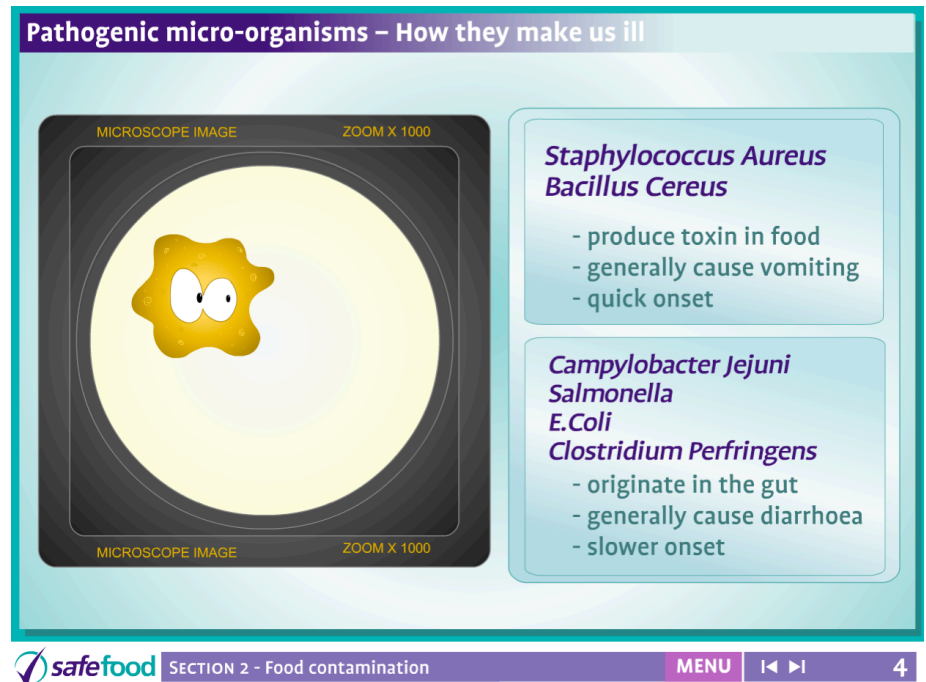 Pathogenic micro-organisms – How they make us ill
MICROSCOPE IMAGE ZOOM X 1000
MICROSCOPE IMAGE ZOOM X 1000
Staphylococcus Aureus
Bacillus Cereus
- produce toxin in food
- generally cause vomiting
- quick onset
Campylobacter Jejuni
Salmonella
E.Coli
Clostridium Perfringens
- originate in the gut
- generally cause diarrhoea
- slower onset
safefood SECTION 2 - Food contamination MENU 4